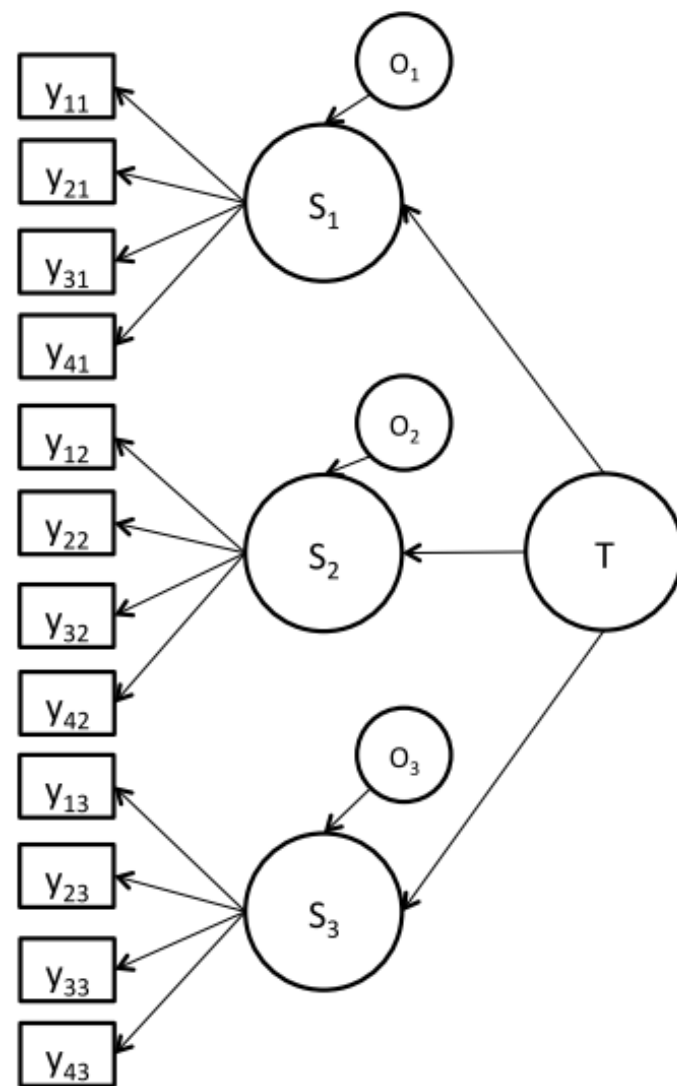 O₁
y₁₁
y₂₁
S₁
y₃₁
y₄₁
O₂
y₁₂
y₂₂
S₂
T
y₃₂
y₄₂
O₃
y₁₃
y₂₃
S₃
y₃₃
y₄₃